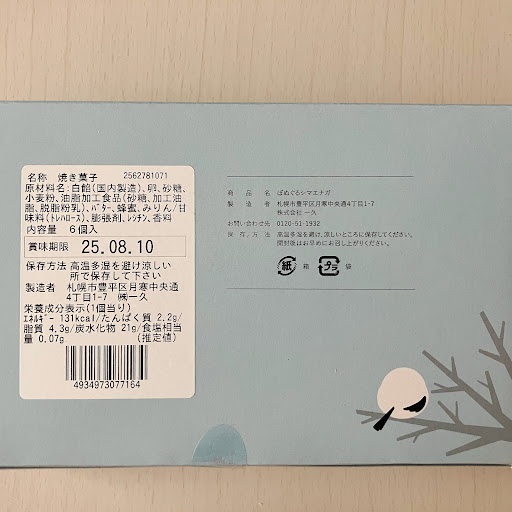 名称 焼き菓子 2562781071
原材料名:白餡(国内製造)、卵、砂糖、
小麦粉、油脂加工食品(砂糖、加工油
脂、脱脂粉乳)、バター、蜂蜜、みりん/甘
味料(トレハロース)、膨張剤、レシチン、香料
内容量 6個入
賞味期限 25.08.10
保存方法 高温多湿を避け涼しい
所で保存して下さい
製造者 札幌市豊平区月寒中央通
4丁目1-7 ㈱一久
栄養成分表示(1個当り)
エネルギー 131kcal/たんぱく質 2.2g/
脂質 4.3g/炭水化物 21g/食塩相当
量 0.07g (推定値)
4934973077164
商品名 ぱぬぐるシマエナガ
製造者 札幌市豊平区月寒中央通4丁目1-7
株式会社 一久
お問い合わせ先 0120-51-1932
保存方法 高温多湿を避け、涼しいところに保存してください。
開封後はお早めにお召し上がりください。
紙 箱 プラ 袋